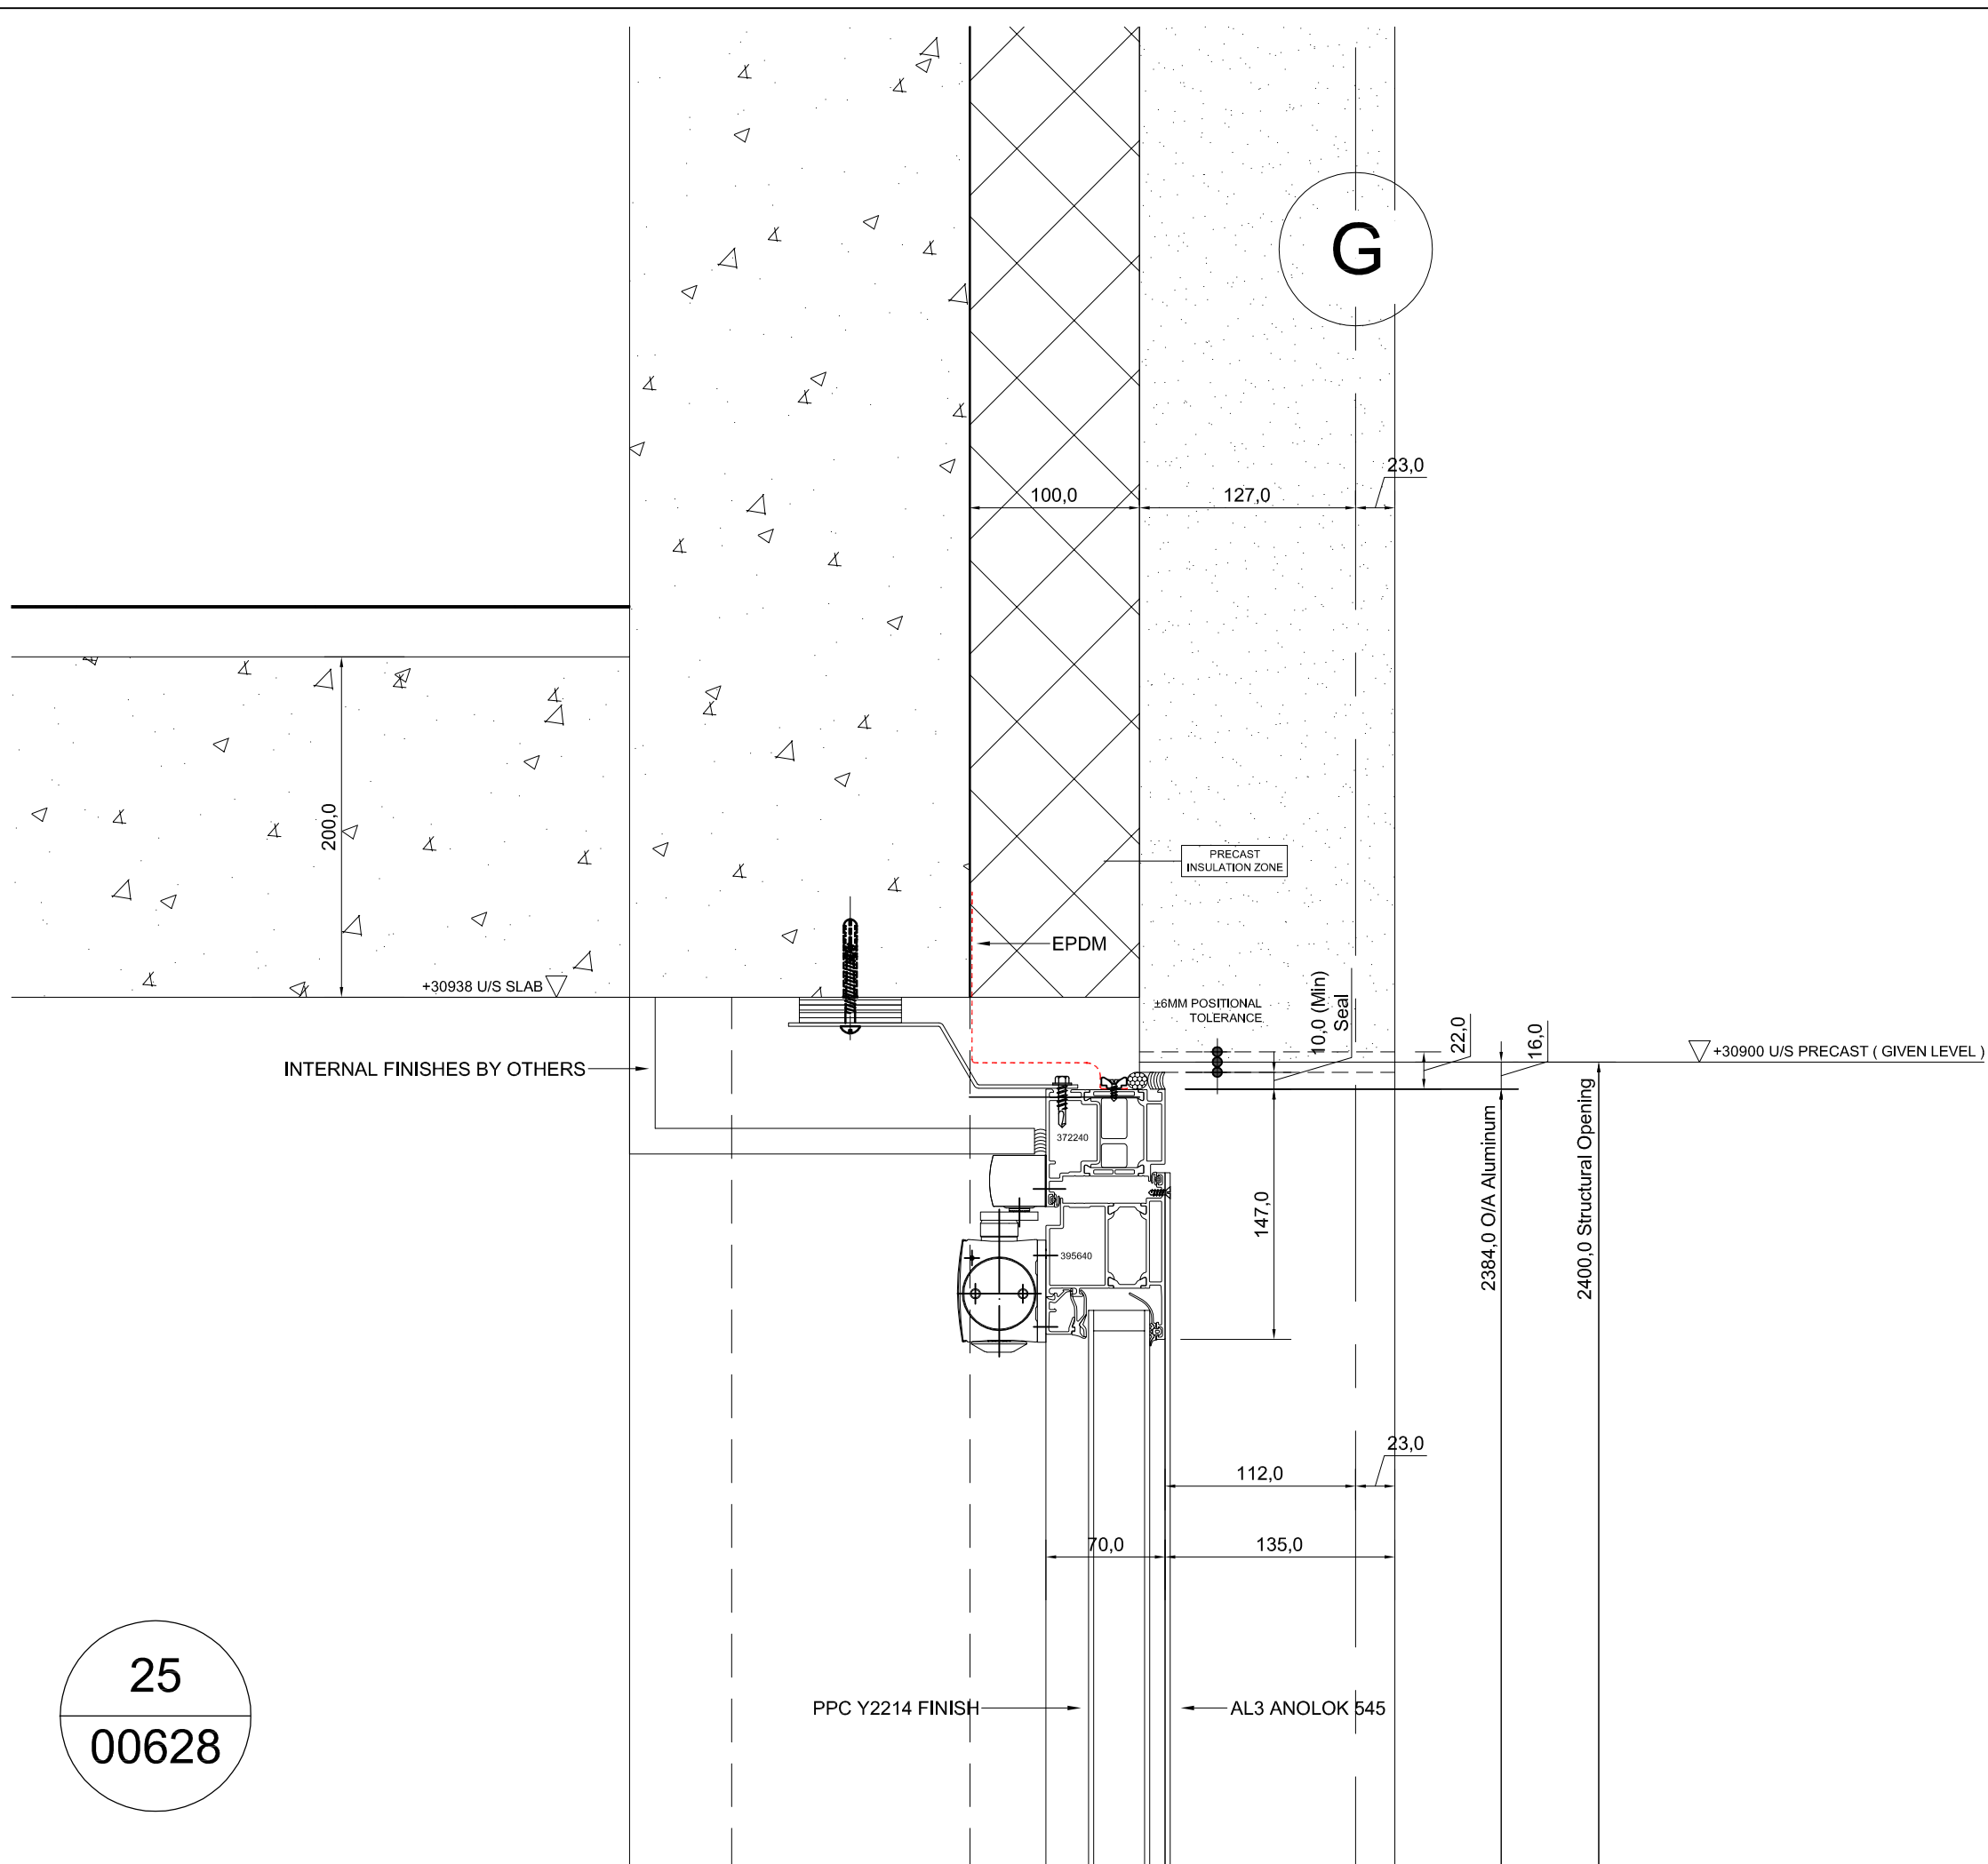 G
23,0
100,0
127,0
200,0
PRECAST
INSULATION ZONE
EPDM
+30938 U/S SLAB
±6MM POSITIONAL
TOLERANCE
10,0 (Min)
Seal
22,0
16,0
+30900 U/S PRECAST ( GIVEN LEVEL )
INTERNAL FINISHES BY OTHERS
372240
395640
147,0
2384,0 O/A Aluminum
2400,0 Structural Opening
23,0
112,0
70,0
135,0
PPC Y2214 FINISH
AL3 ANOLOK 545
25
00628